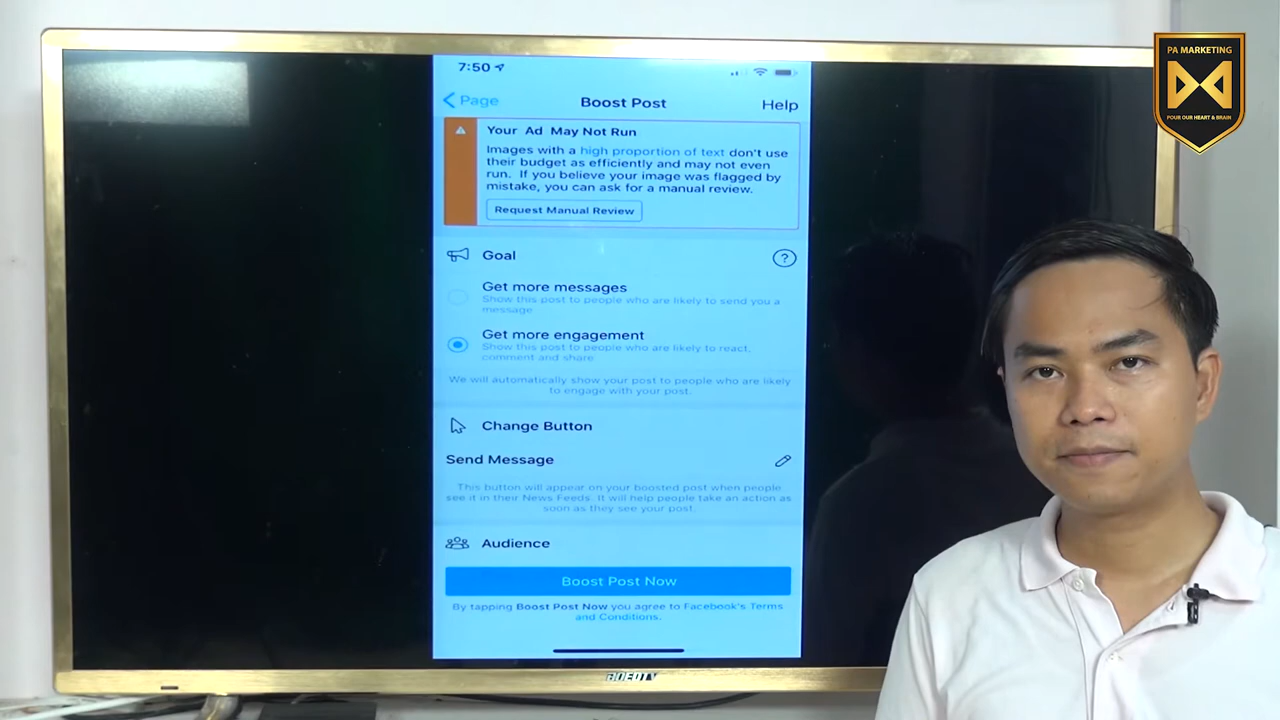 PA MARKETING
POUR OUR HEART & BRAIN
7:50
Page
Boost Post
Help
Your Ad May Not Run
Images with a high proportion of text don't use
their budget as efficiently and may not even
run. If you believe your image was flagged by
mistake, you can ask for a manual review.
Request Manual Review
Goal
?
Get more messages
Show this post to people who are likely to send you a
message
Get more engagement
Show this post to people who are likely to react,
comment and share
We will automatically show your post to people who are likely
to engage with your post.
Change Button
Send Message
This button will appear on your boosted post when people
see it in their News Feeds. It will help people take an action as
soon as they see your post.
Audience
Boost Post Now
By tapping Boost Post Now you agree to Facebook's Terms
and Conditions.